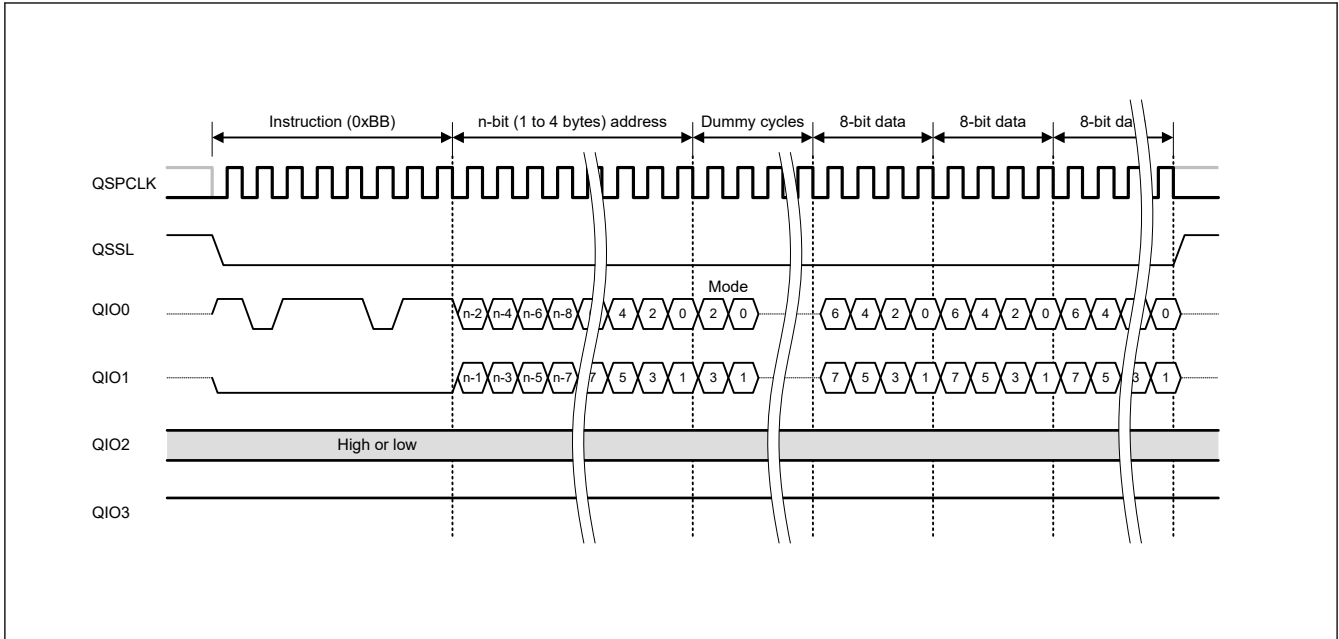 Instruction (0xBB) n-bit (1 to 4 bytes) address Dummy cycles 8-bit data 8-bit data 8-bit da
QSPCLK
QSSL
Mode
QIO0 n-2 n-4 n-6 n-8 4 2 0 2 0 6 4 2 0 6 4 2 0 6 4 0
QIO1 n-1 n-3 n-5 n-7 7 5 3 1 3 1 7 5 3 1 7 5 3 1 7 5 3 1
QIO2 High or low
QIO3